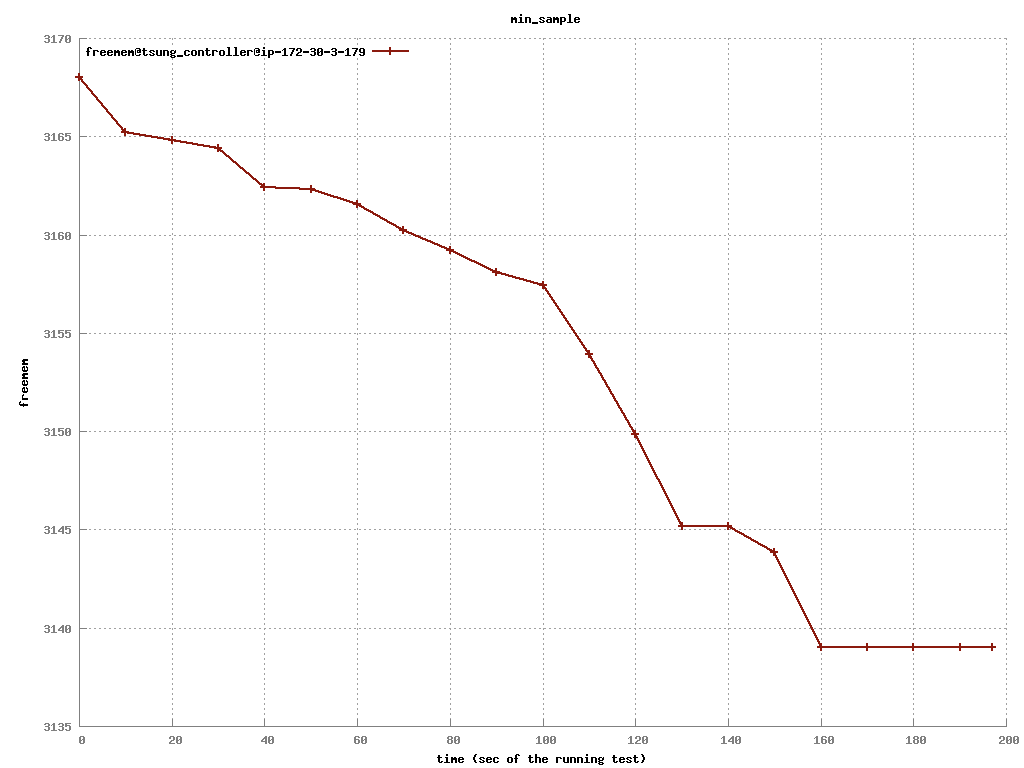 min_sample
3170
freemem@tsung_controller@ip-172-30-3-179
3165
3160
3155
freemem
3150
3145
3140
3135
0 20 40 60 80 100 120 140 160 180 200
time (sec of the running test)